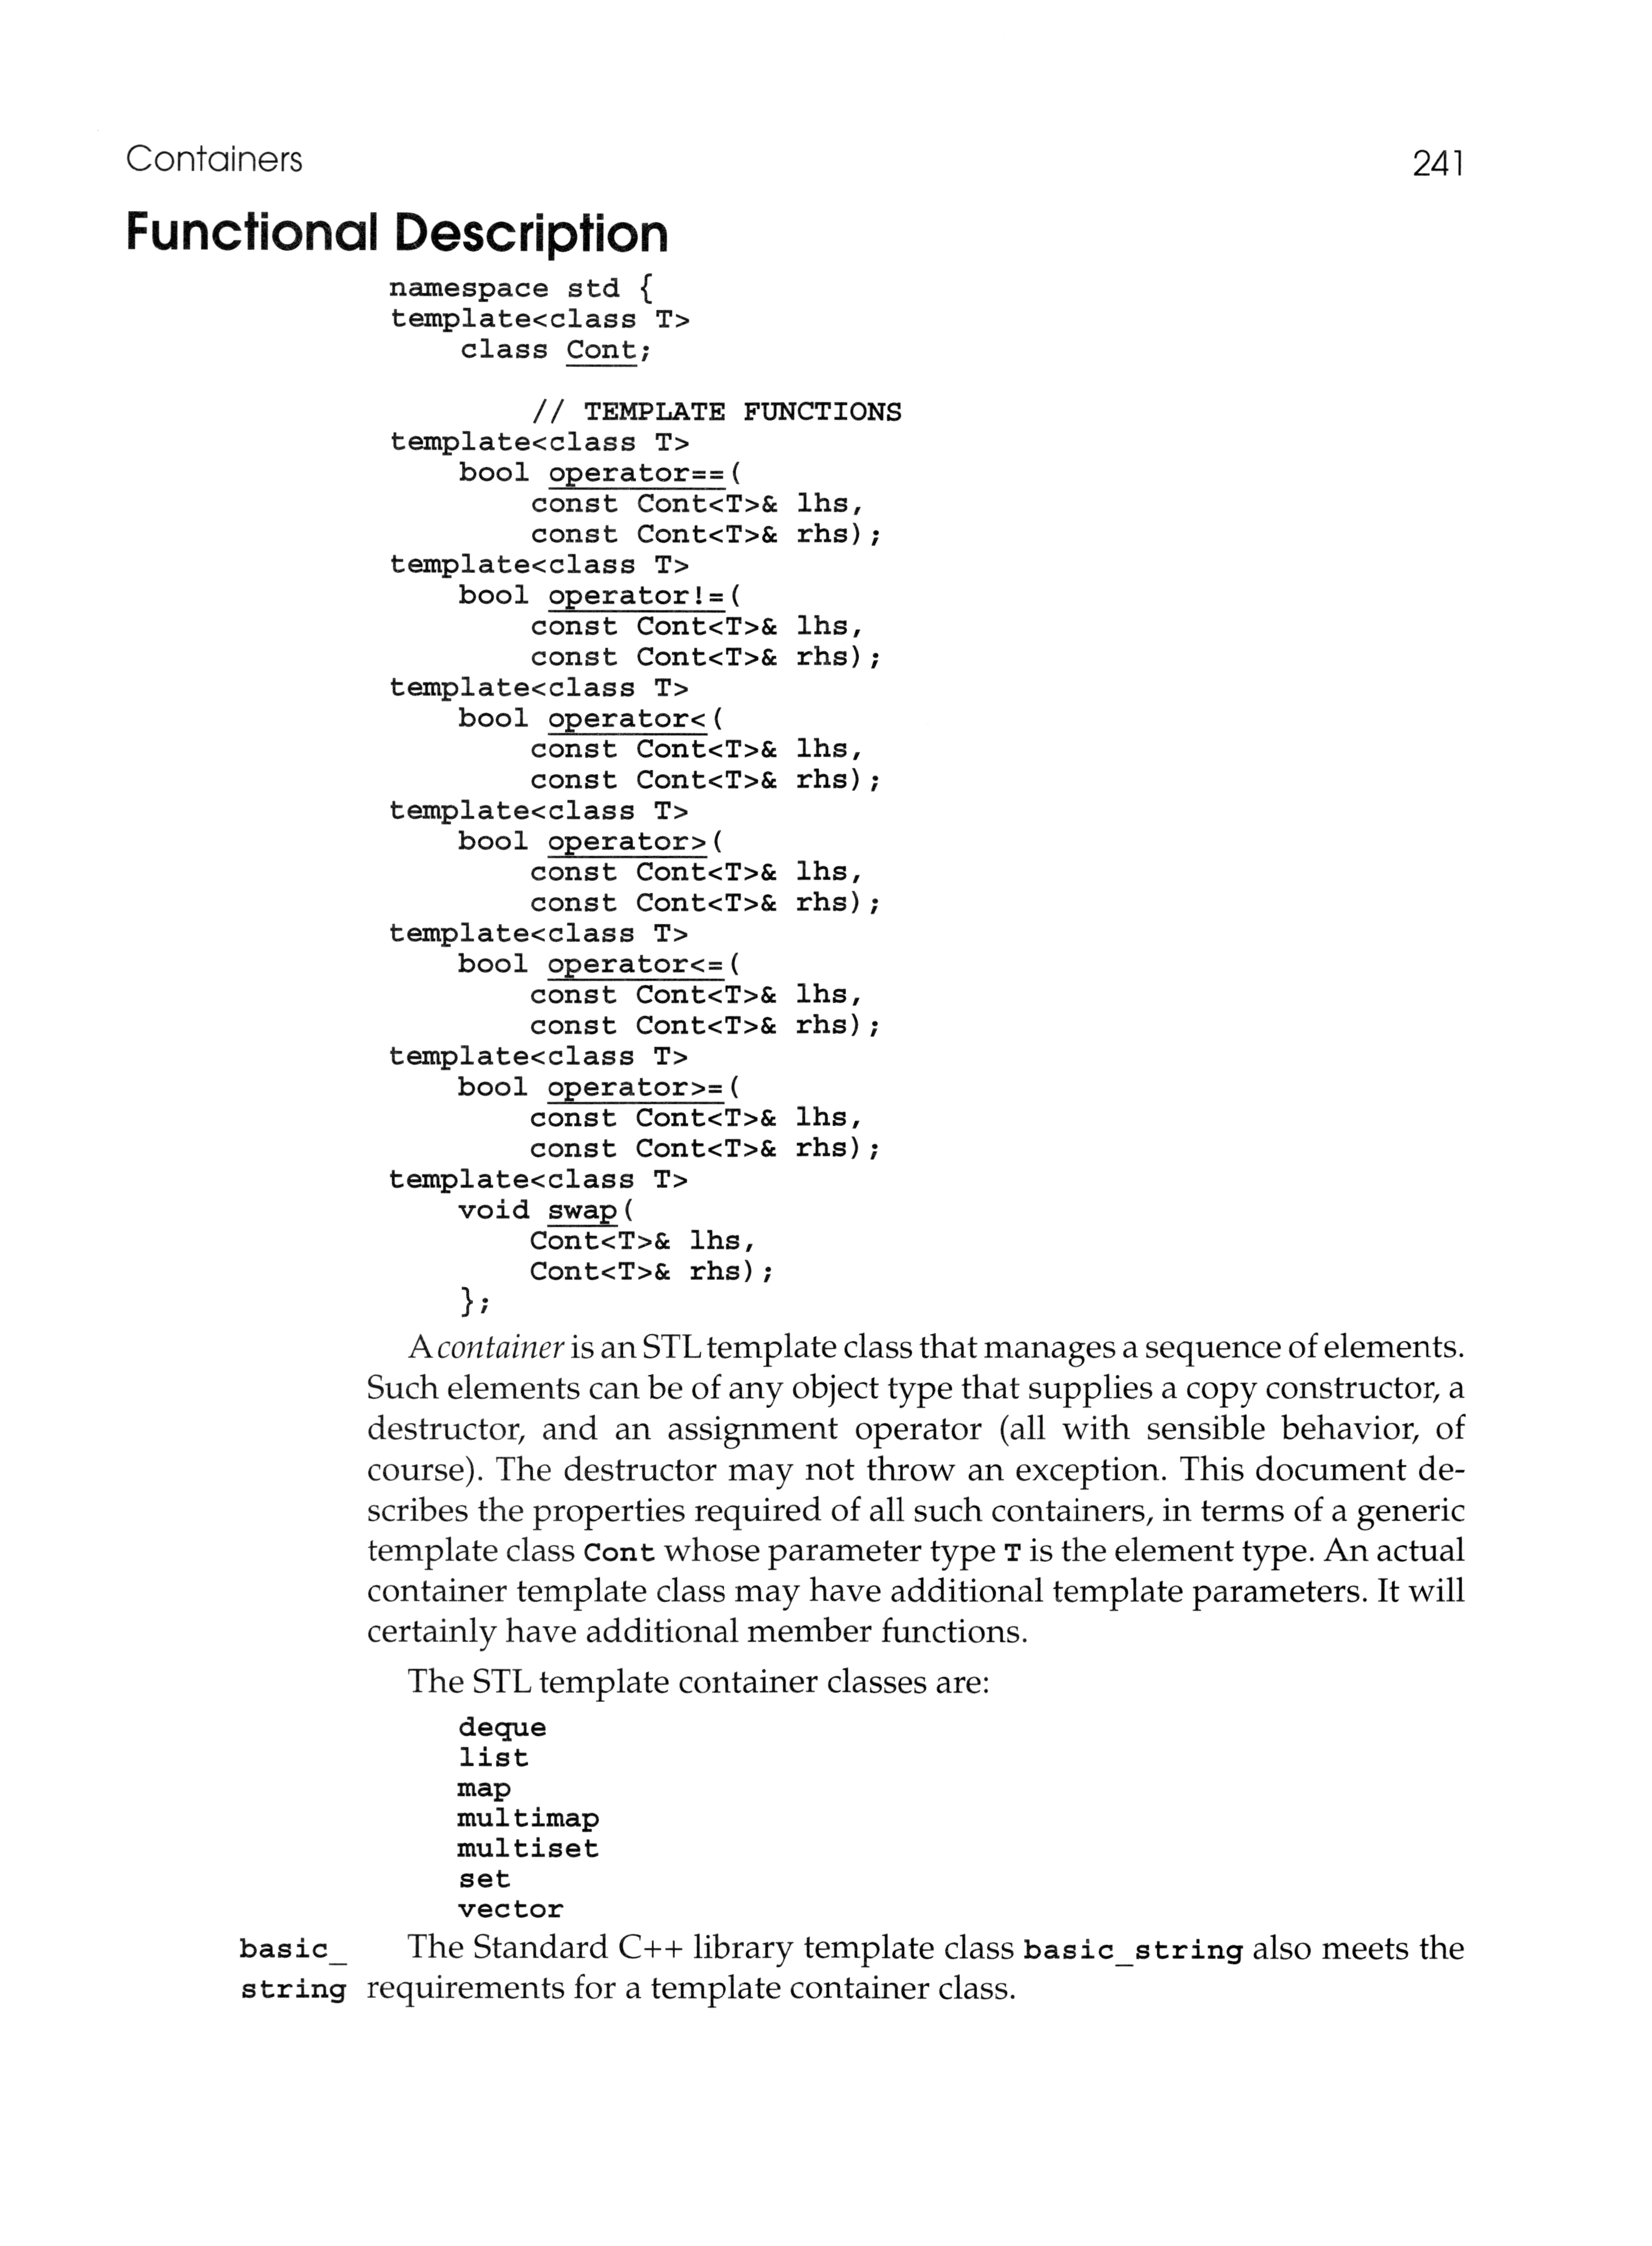 Containers 241
Functional Description
namespace std {
template<class T>
class Cont;
// TEMPLATE FUNCTIONS
template<class T>
bool operator==(
const Cont<T>& lhs,
const Cont<T>& rhs);
template<class T>
bool operator!=(
const Cont<T>& lhs,
const Cont<T>& rhs);
template<class T>
bool operator<(
const Cont<T>& lhs,
const Cont<T>& rhs);
template<class T>
bool operator>(
const Cont<T>& lhs,
const Cont<T>& rhs);
template<class T>
bool operator<=(
const Cont<T>& lhs,
const Cont<T>& rhs);
template<class T>
bool operator>=(
const Cont<T>& lhs,
const Cont<T>& rhs);
template<class T>
void swap(
Cont<T>& lhs,
Cont<T>& rhs);
};
A container is an STL template class that manages a sequence of elements.
Such elements can be of any object type that supplies a copy constructor, a
destructor, and an assignment operator (all with sensible behavior, of
course). The destructor may not throw an exception. This document de-
scribes the properties required of all such containers, in terms of a generic
template class Cont whose parameter type T is the element type. An actual
container template class may have additional template parameters. It will
certainly have additional member functions.
The STL template container classes are:
deque
list
map
multimap
multiset
set
vector
basic_ The Standard C++ library template class basic_string also meets the
string requirements for a template container class.